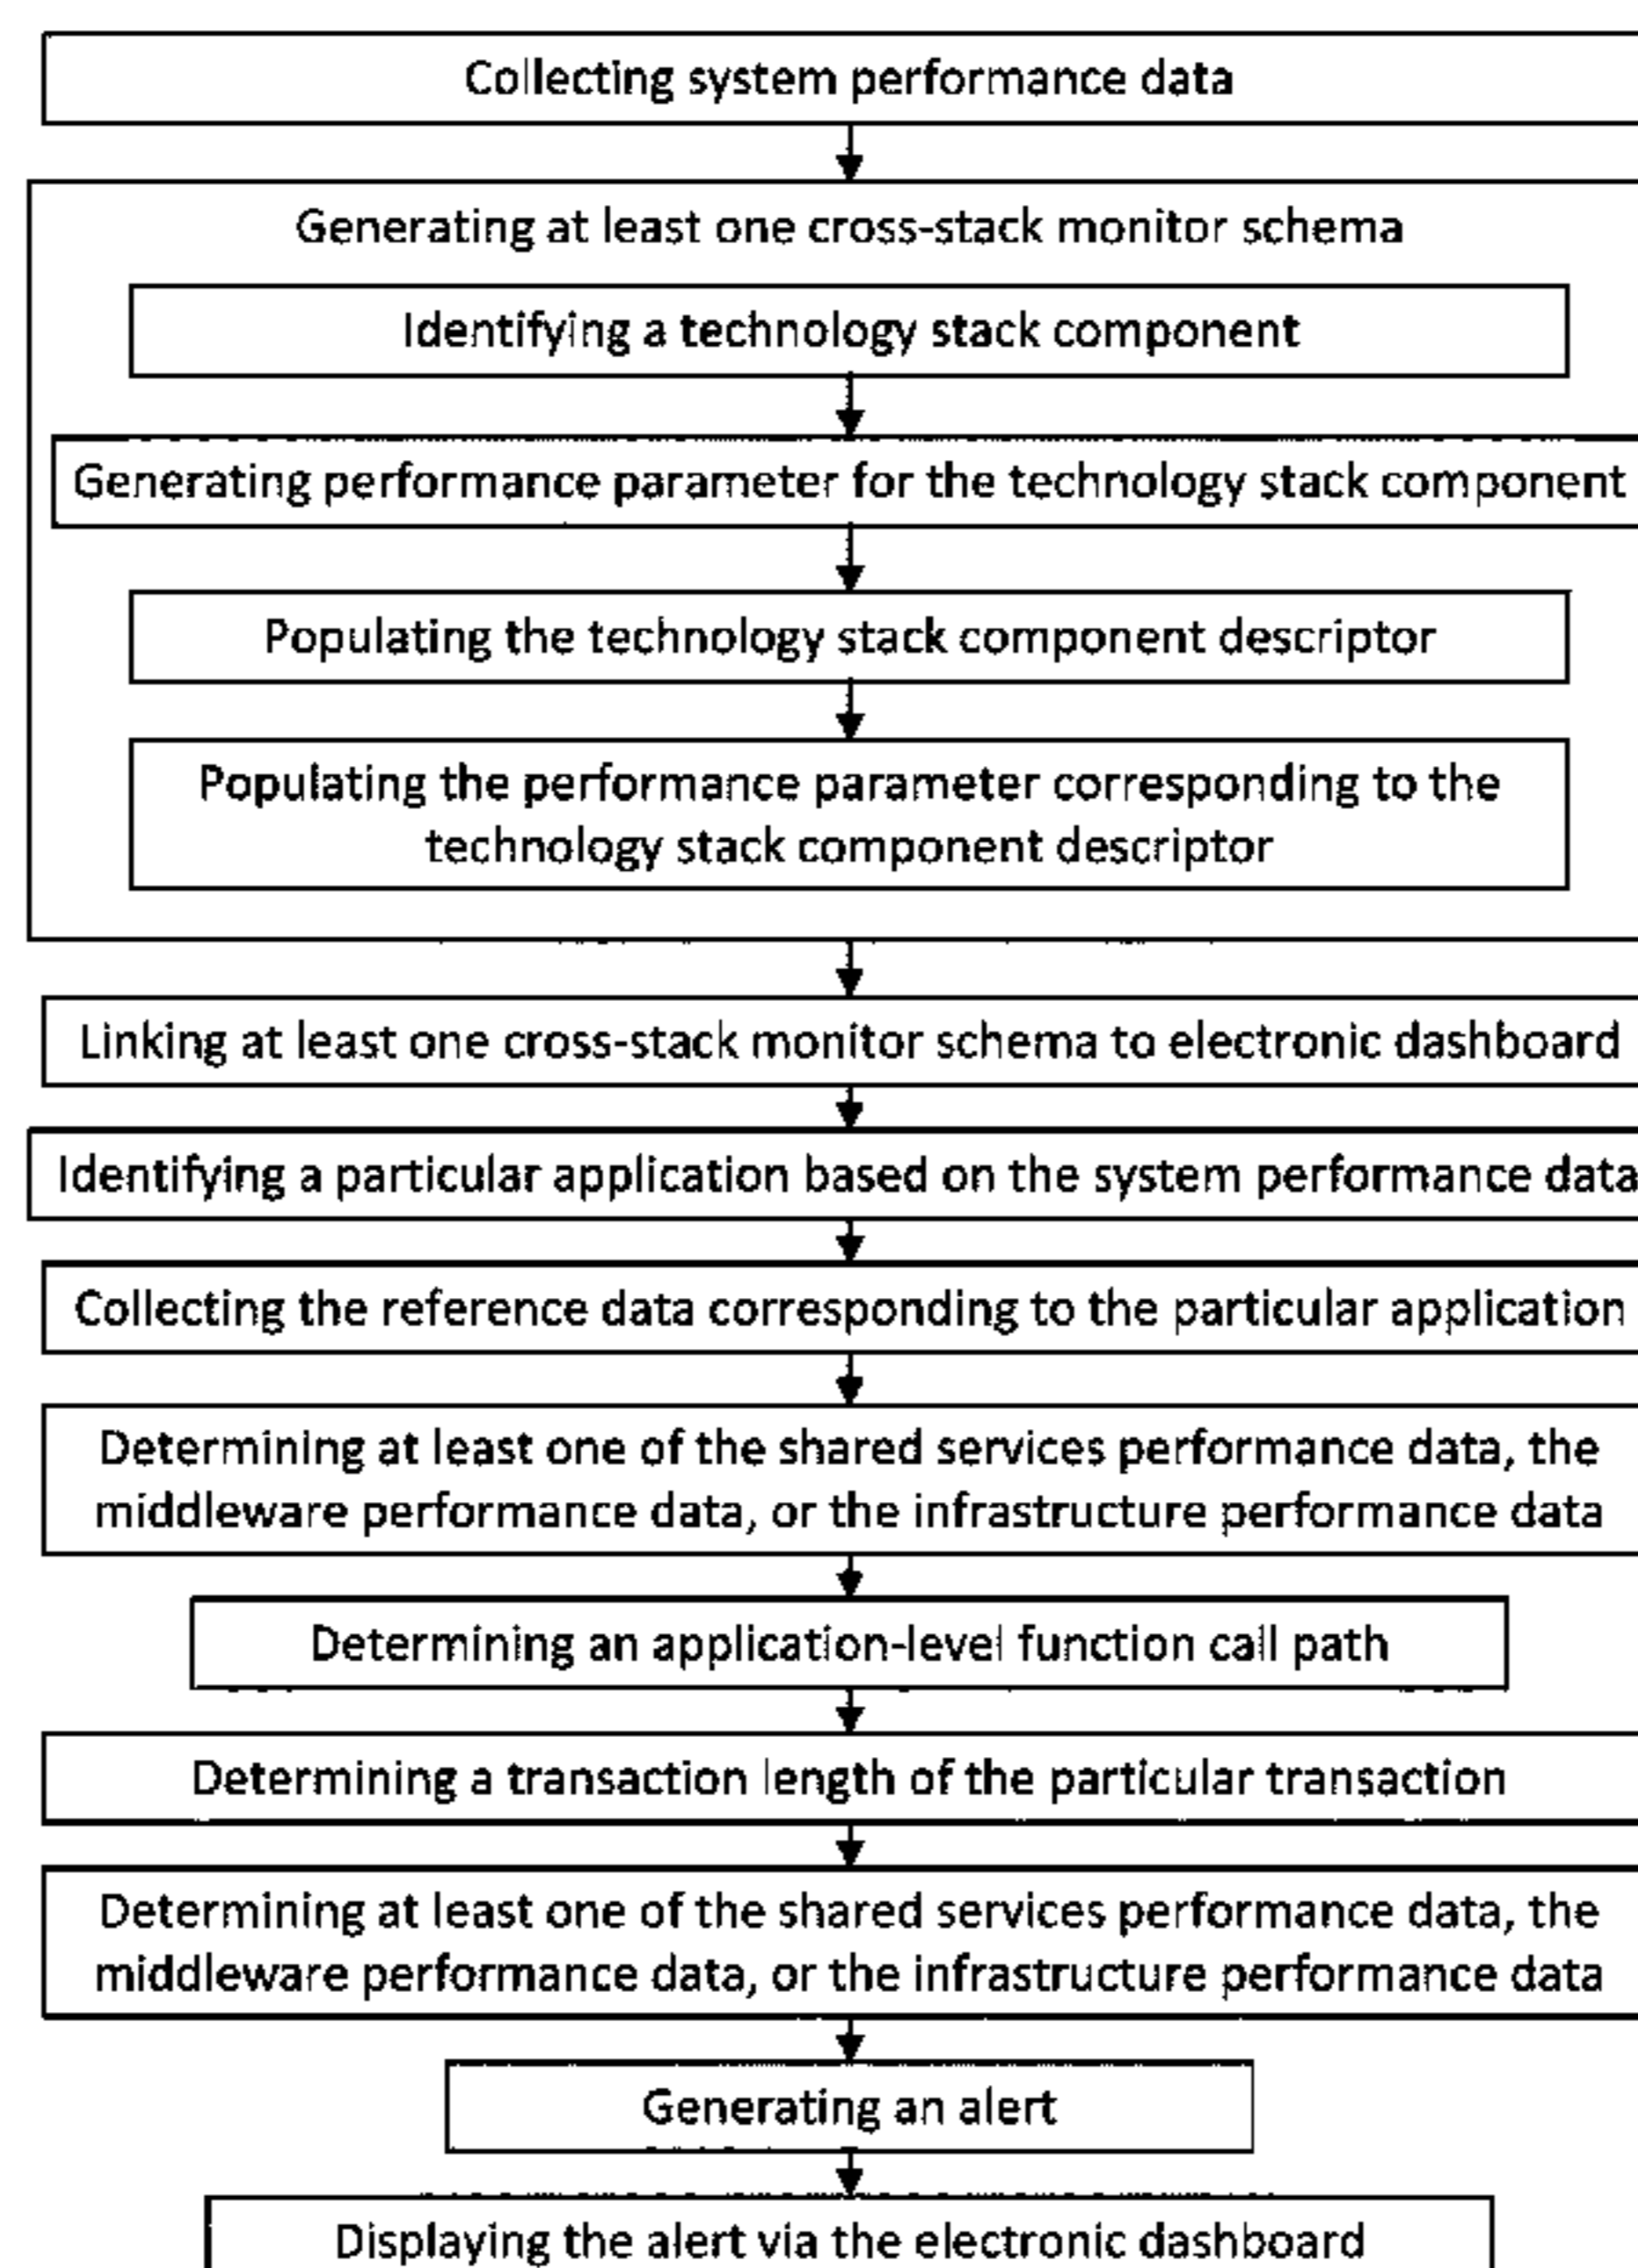 Collecting system performance data
Generating at least one cross-stack monitor schema
Identifying a technology stack component
Generating performance parameter for the technology stack component
Populating the technology stack component descriptor
Populating the performance parameter corresponding to the
technology stack component descriptor
Linking at least one cross-stack monitor schema to electronic dashboard
Identifying a particular application based on the system performance data
Collecting the reference data corresponding to the particular application
Determining at least one of the shared services performance data, the
middleware performance data, or the infrastructure performance data
Determining an application-level function call path
Determining a transaction length of the particular transaction
Determining at least one of the shared services performance data, the
middleware performance data, or the infrastructure performance data
Generating an alert
Displaying the alert via the electronic dashboard